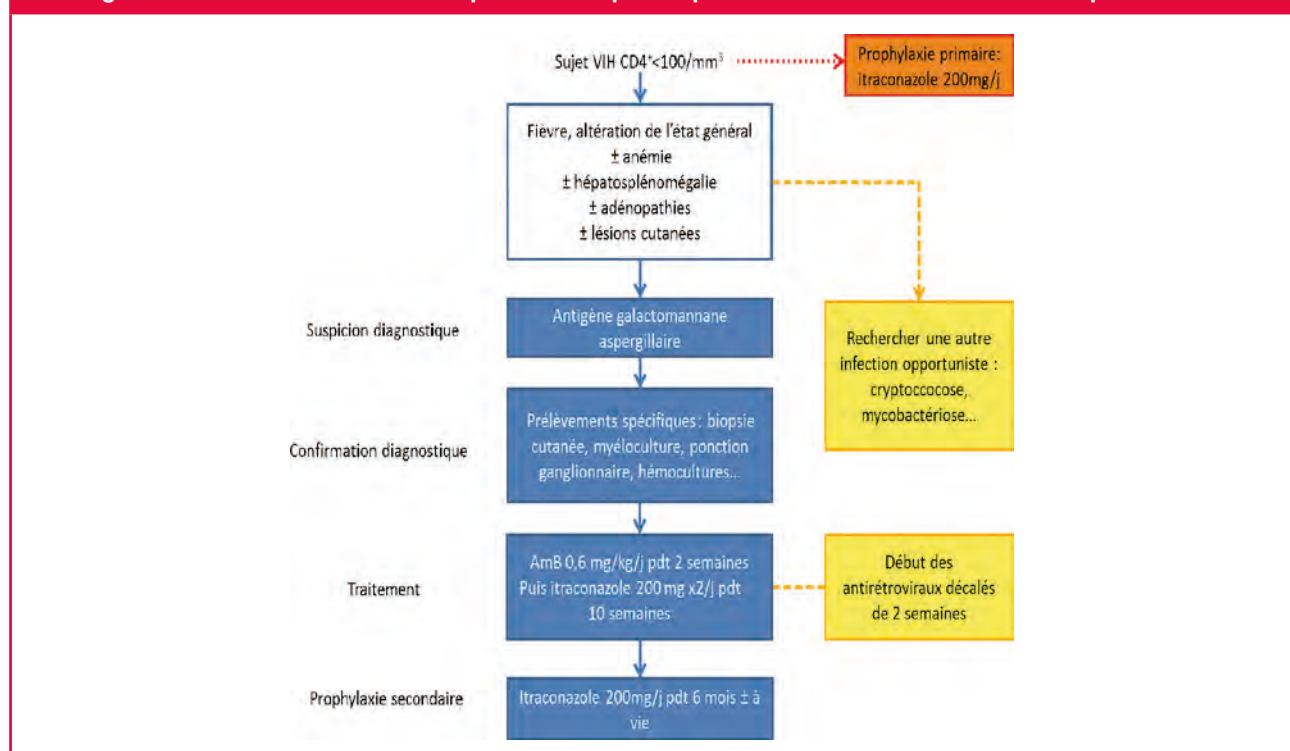 Sujet VIH CD4⁺<100/mm³
Prophylaxie primaire:
itraconazole 200mg/j
Fièvre, altération de l'état général
± anémie
± hépatosplénomégalie
± adénopathies
± lésions cutanées
Suspicion diagnostique
Antigène galactomannane
aspergillaire
Rechercher une autre
infection opportuniste :
cryptoccocose,
mycobactériose...
Confirmation diagnostique
Prélèvements spécifiques : biopsie
cutanée, myéloculture, ponction
ganglionnaire, hémocultures...
Traitement
AmB 0,6 mg/kg/j pdt 2 semaines
Puis itraconazole 200 mg x2/j pdt
10 semaines
Début des
antirétroviraux décalés
de 2 semaines
Prophylaxie secondaire
Itraconazole 200mg/j pdt 6 mois ± à
vie